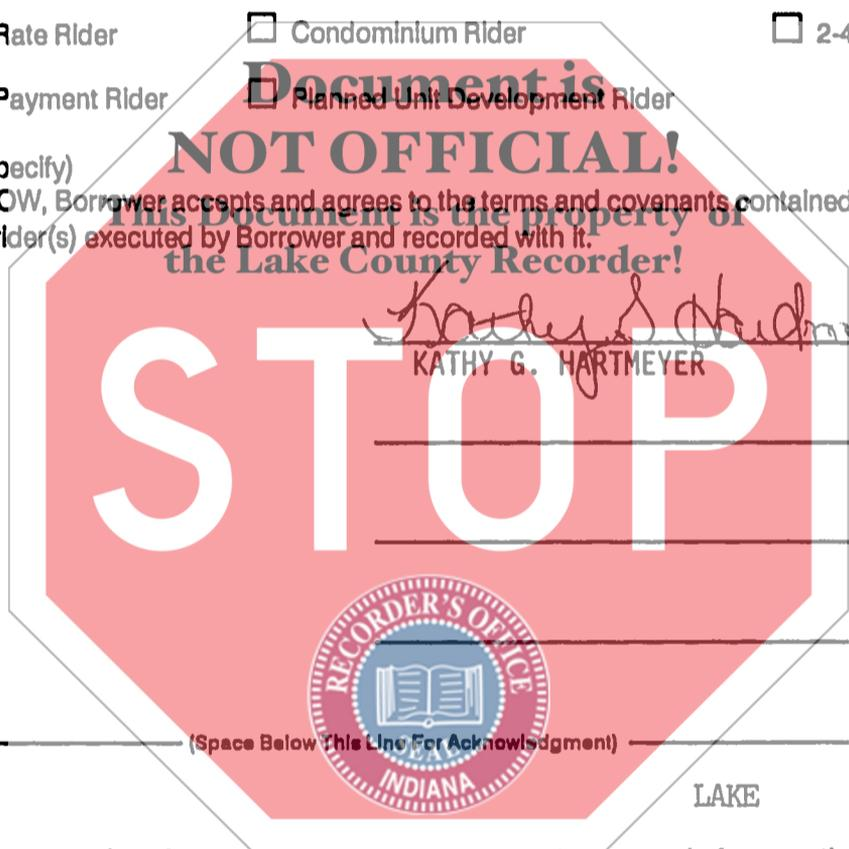 Rate Rider ☐ Condominium Rider ☐ 2-4
Document is
Payment Rider ☐ Planned Unit Development Rider
NOT OFFICIAL!
pecify)
OW, Borrower accepts and agrees to the terms and covenants contained
This Document is the property of
ider(s) executed by Borrower and recorded with it.
the Lake County Recorder!
Kathy G Hartm
KATHY G. HARTMEYER
STOP
RECORDER'S OFFICE
(Space Below This Line For Acknowledgment)
SEAL
INDIANA
LAKE